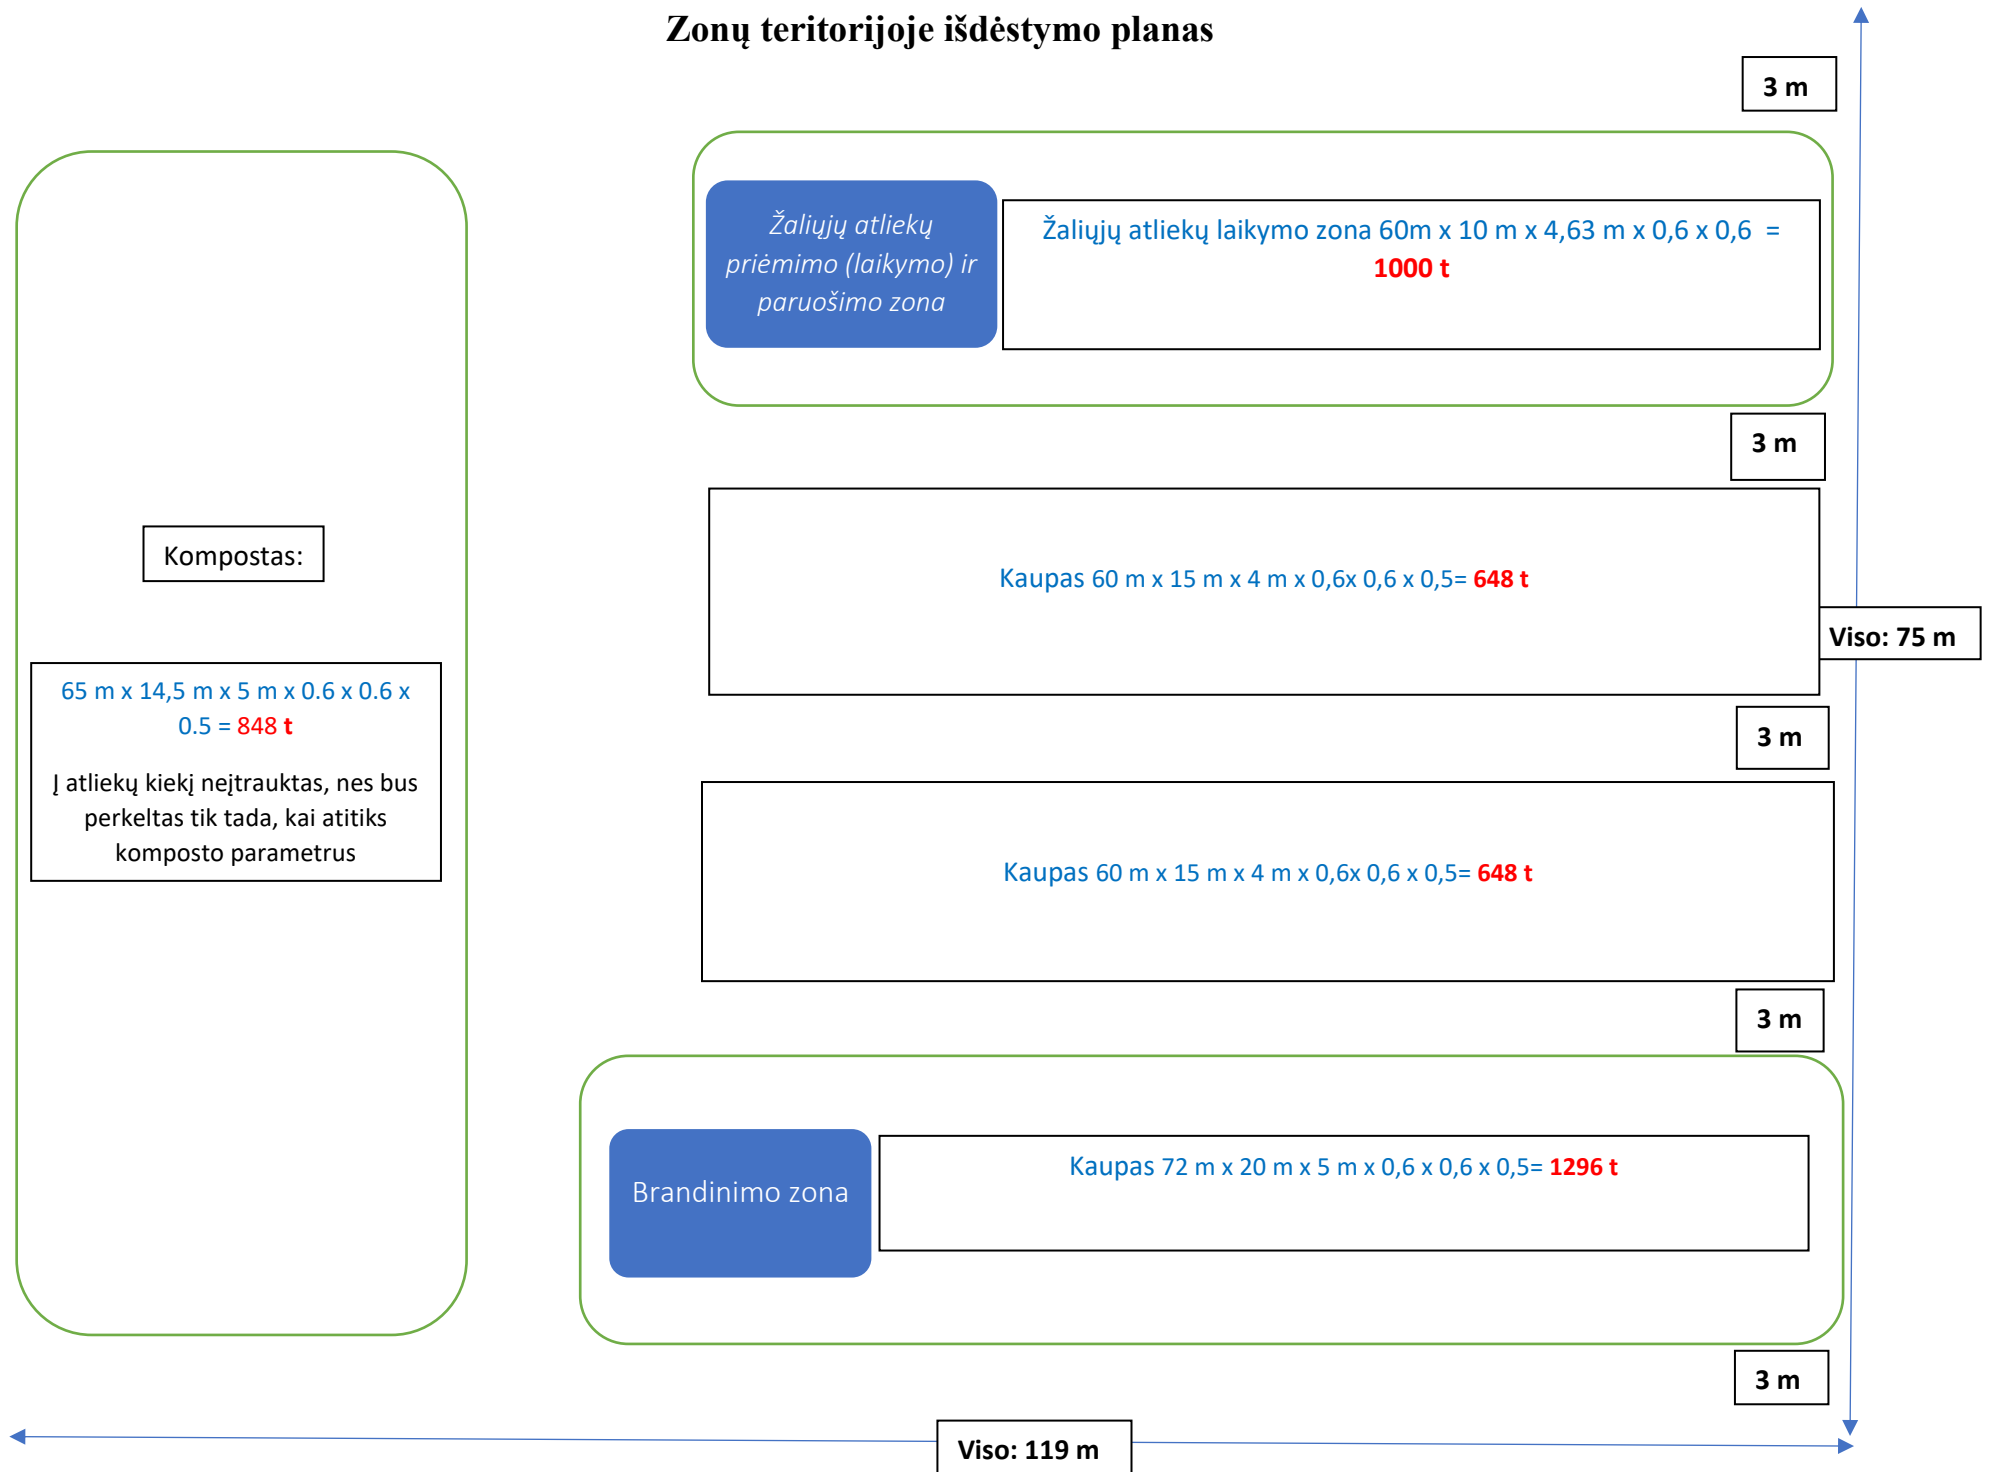 Zonų teritorijoje išdėstymo planas
3 m
Žaliųjų atliekų
priėmimo (laikymo) ir
paruošimo zona
Žaliųjų atliekų laikymo zona 60m x 10 m x 4,63 m x 0,6 x 0,6 =
1000 t
3 m
Kompostas:
Kaupas 60 m x 15 m x 4 m x 0,6x 0,6 x 0,5= 648 t
Viso: 75 m
65 m x 14,5 m x 5 m x 0.6 x 0.6 x
0.5 = 848 t
Į atliekų kiekį neįtrauktas, nes bus
perkeltas tik tada, kai atitiks
komposto parametrus
3 m
Kaupas 60 m x 15 m x 4 m x 0,6x 0,6 x 0,5= 648 t
3 m
Brandinimo zona
Kaupas 72 m x 20 m x 5 m x 0,6 x 0,6 x 0,5= 1296 t
3 m
Viso: 119 m